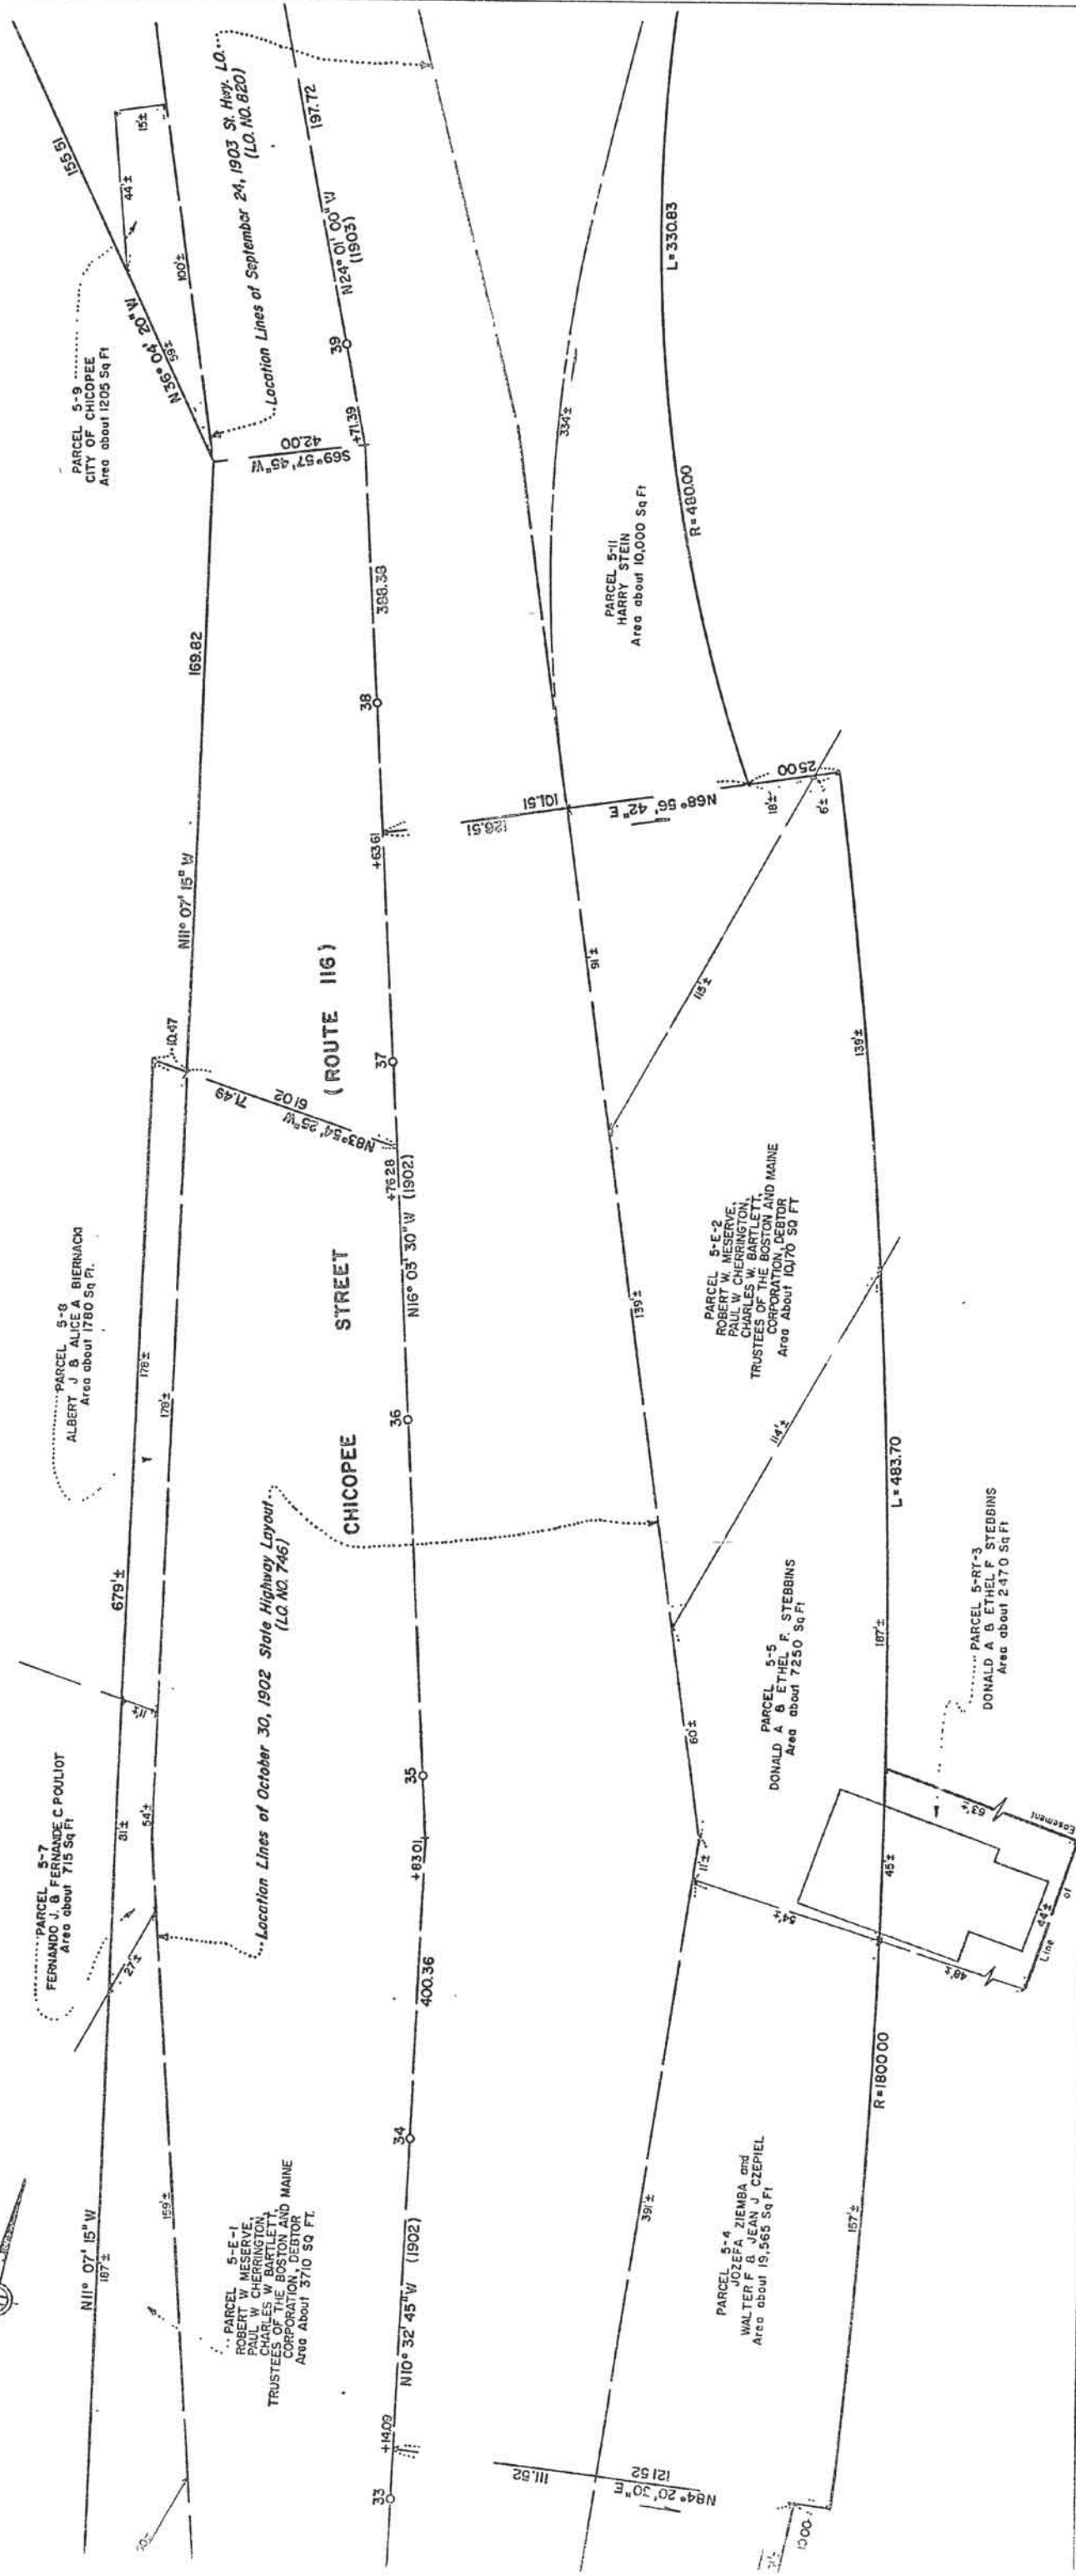 PARCEL 5-9
CITY OF CHICOPEE
Area about 1205 Sq Ft
155.51
44'±
15'±
N36° 04' 20" W
59'±
100'±
Location Lines of September 24, 1903 St. Hwy. L.O.
(L.O. NO. 820)
197.72
N24° 01' 00" W
(1903)
39
+71.39
S69° 57' 45" W
42.00
169.82
N11° 07' 15" W
388.38
38
+63.61
334'±
L=330.83
R=480.00
PARCEL 5-11
HARRY STEIN
Area about 10,000 Sq Ft
101.51
126.51
N68° 56' 42" E
25.00
18'±
6'±
10.47
71.49
61.02
N83° 54' 25" W
37
+76.28
N16° 03' 30" W (1902)
36
CHICOPEE STREET (ROUTE 116)
91'±
115'±
139'±
139'±
PARCEL 5-8
ALBERT J & ALICE A BIERNACKI
Area about 1780 Sq Ft.
178'±
178'±
679'±
PARCEL 5-E-2
ROBERT W. MESERVE,
PAUL W CHERRINGTON,
CHARLES W. BARTLETT,
TRUSTEES OF THE BOSTON AND MAINE
CORPORATION, DEBTOR
Area About 10,170 SQ FT
114'±
L=483.70
187'±
Location Lines of October 30, 1902 State Highway Layout
(L.O. NO. 746)
11'±
PARCEL 5-7
FERNANDO J. & FERNANDE C POULIOT
Area about 715 Sq Ft
81'±
54'±
27'±
35
+83.01
400.36
60'±
PARCEL 5-5
DONALD A & ETHEL F. STEBBINS
Area about 7250 Sq Ft
PARCEL 5-RT-3
DONALD A & ETHEL F STEBBINS
Area about 2470 Sq Ft
11'±
94'±
45'±
63'±
48'±
44'±
Line of Easement
N11° 07' 15" W
187'±
159'±
PARCEL 5-E-1
ROBERT W MESERVE,
PAUL W CHERRINGTON,
CHARLES W BARTLETT,
TRUSTEES OF THE BOSTON AND MAINE
CORPORATION, DEBTOR
Area About 3710 SQ FT.
34
N10° 32' 45" W (1902)
+14.09
33
391'±
R=1800.00
157'±
PARCEL 5-4
JOZEFA ZIEMBA and
WALTER F & JEAN J CZEPIEL
Area about 19,565 Sq Ft
111.52
121.52
N84° 20' 30" E
10.00